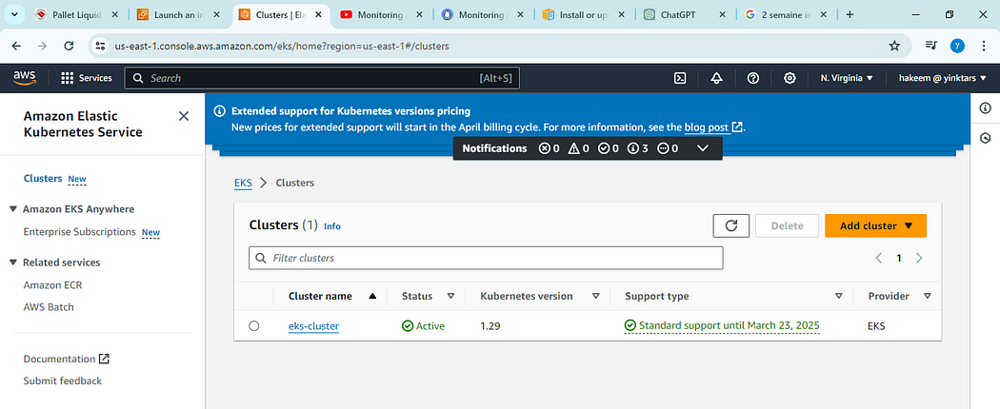 Pallet Liquid
Launch an in
Clusters | Ela
Monitoring
Monitoring
Install or up
ChatGPT
2 semaine in
us-east-1.console.aws.amazon.com/eks/home?region=us-east-1#/clusters
y
aws
Services
Search
[Alt+S]
N. Virginia
hakeem @ yinktars
Amazon Elastic
Kubernetes Service
Clusters New
Amazon EKS Anywhere
Enterprise Subscriptions New
Related services
Amazon ECR
AWS Batch
Documentation
Submit feedback
Extended support for Kubernetes versions pricing
New prices for extended support will start in the April billing cycle. For more information, see the blog post.
Notifications 0 0 0 3 0
EKS > Clusters
Clusters (1) Info
Delete
Add cluster
Filter clusters
1
Cluster name Status Kubernetes version Support type Provider
eks-cluster Active 1.29 Standard support until March 23, 2025 EKS